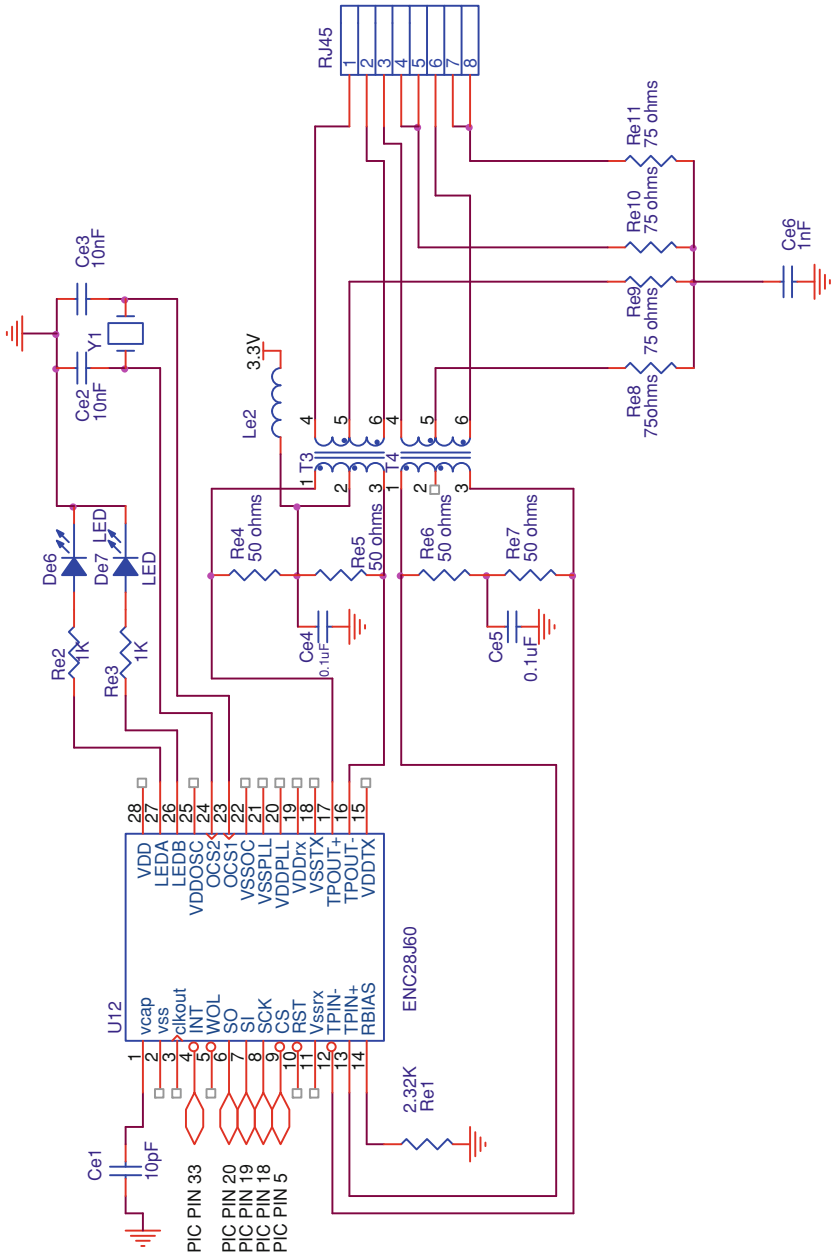 RJ45
1
2
3
4
5
6
7
8
Re11
75 ohms
Re10
75 ohms
Re9
75 ohms
Re8
75ohms
Ce6
1nF
Ce3
10nF
Y1
Ce2
10nF
3.3V
Le2
T3
1
2
3
4
5
6
T4
1
2
3
4
5
6
Re4
50 ohms
Re5
50 ohms
Re6
50 ohms
Re7
50 ohms
Ce4
0.1uF
Ce5
0.1uF
De6
LED
De7
LED
Re2
1K
Re3
1K
U12
ENC28J60
28 VDD
27 LEDA
26 LEDB
25 VDDOSC
24 OCS2
23 OCS1
22 VSSOC
21 VSSPLL
20 VDDPLL
19 VDDrx
18 VSSTX
17 TPOUT+
16 TPOUT-
15 VDDTX
1 vcap
2 vss
3 clkout
4 INT
5 WOL
6 SO
7 SI
8 SCK
9 CS
10 RST
11 Vssrx
12 TPIN-
13 TPIN+
14 RBIAS
2.32K
Re1
Ce1
10pF
PIC PIN 33
PIC PIN 20
PIC PIN 19
PIC PIN 18
PIC PIN 5